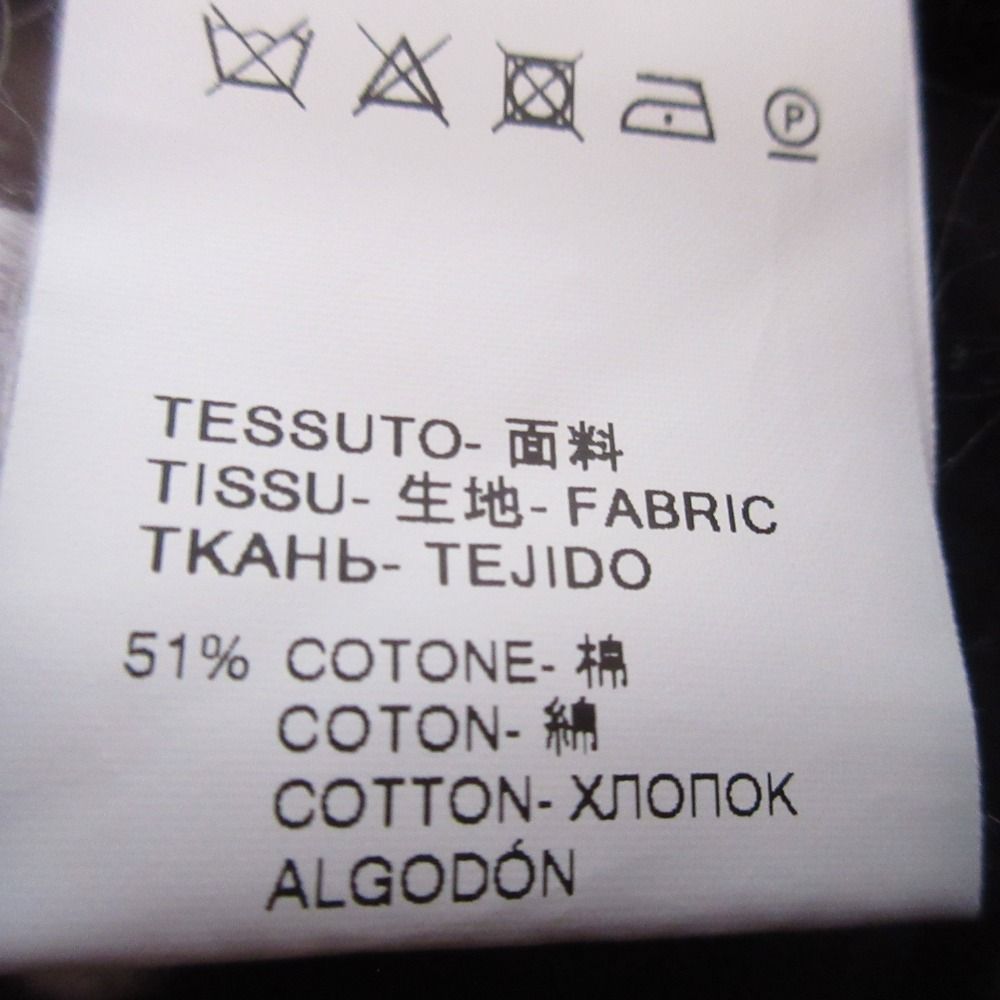 P
TESSUTO- 面料
TISSU- 生地- FABRIC
ТКАНЬ- TEJIDO
51% COTONE- 棉
COTON- 綿
COTTON- ХЛОПОК
ALGODÓN